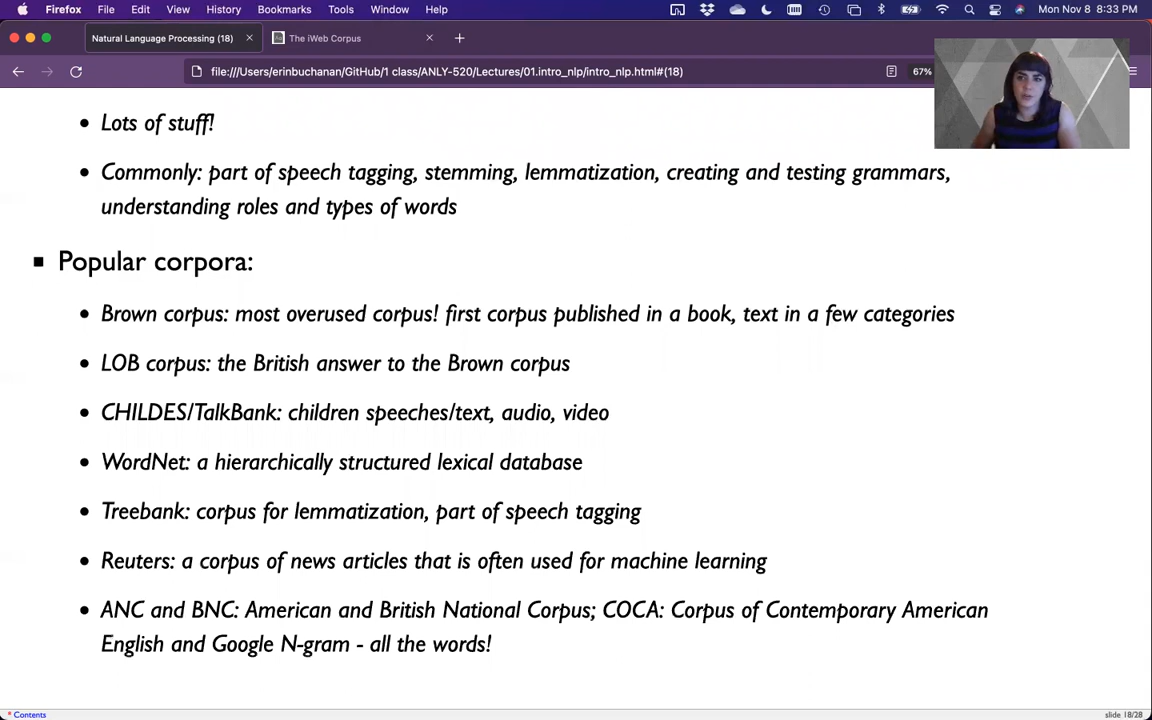 Firefox File Edit View History Bookmarks Tools Window Help Mon Nov 8 8:33 PM
Natural Language Processing (18) The iWeb Corpus
file:///Users/erinbuchanan/GitHub/1 class/ANLY-520/Lectures/01.intro_nlp/intro_nlp.html#(18) 67%
Lots of stuff!
Commonly: part of speech tagging, stemming, lemmatization, creating and testing grammars,
understanding roles and types of words
Popular corpora:
Brown corpus: most overused corpus! first corpus published in a book, text in a few categories
LOB corpus: the British answer to the Brown corpus
CHILDES/TalkBank: children speeches/text, audio, video
WordNet: a hierarchically structured lexical database
Treebank: corpus for lemmatization, part of speech tagging
Reuters: a corpus of news articles that is often used for machine learning
ANC and BNC: American and British National Corpus; COCA: Corpus of Contemporary American
English and Google N-gram - all the words!
* Contents slide 18/28